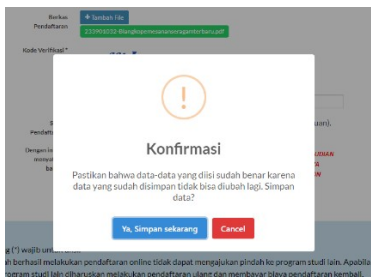 Berkas
Pendaftaran
+ Tambah File
Kode Verifikasi *
uan).
Konfirmasi
Pastikan bahwa data-data yang diisi sudah benar karena
data yang sudah disimpan tidak bisa diubah lagi. Simpan
data?
Ya, Simpan sekarang
Cancel
g (*) wajib
ah berhasil melakukan pendaftaran online tidak dapat mengajukan pindah ke program studi lain. Apabila
rogram studi lain diharuskan melakukan pendaftaran ulang dan membayar biaya pendaftaran kembali.